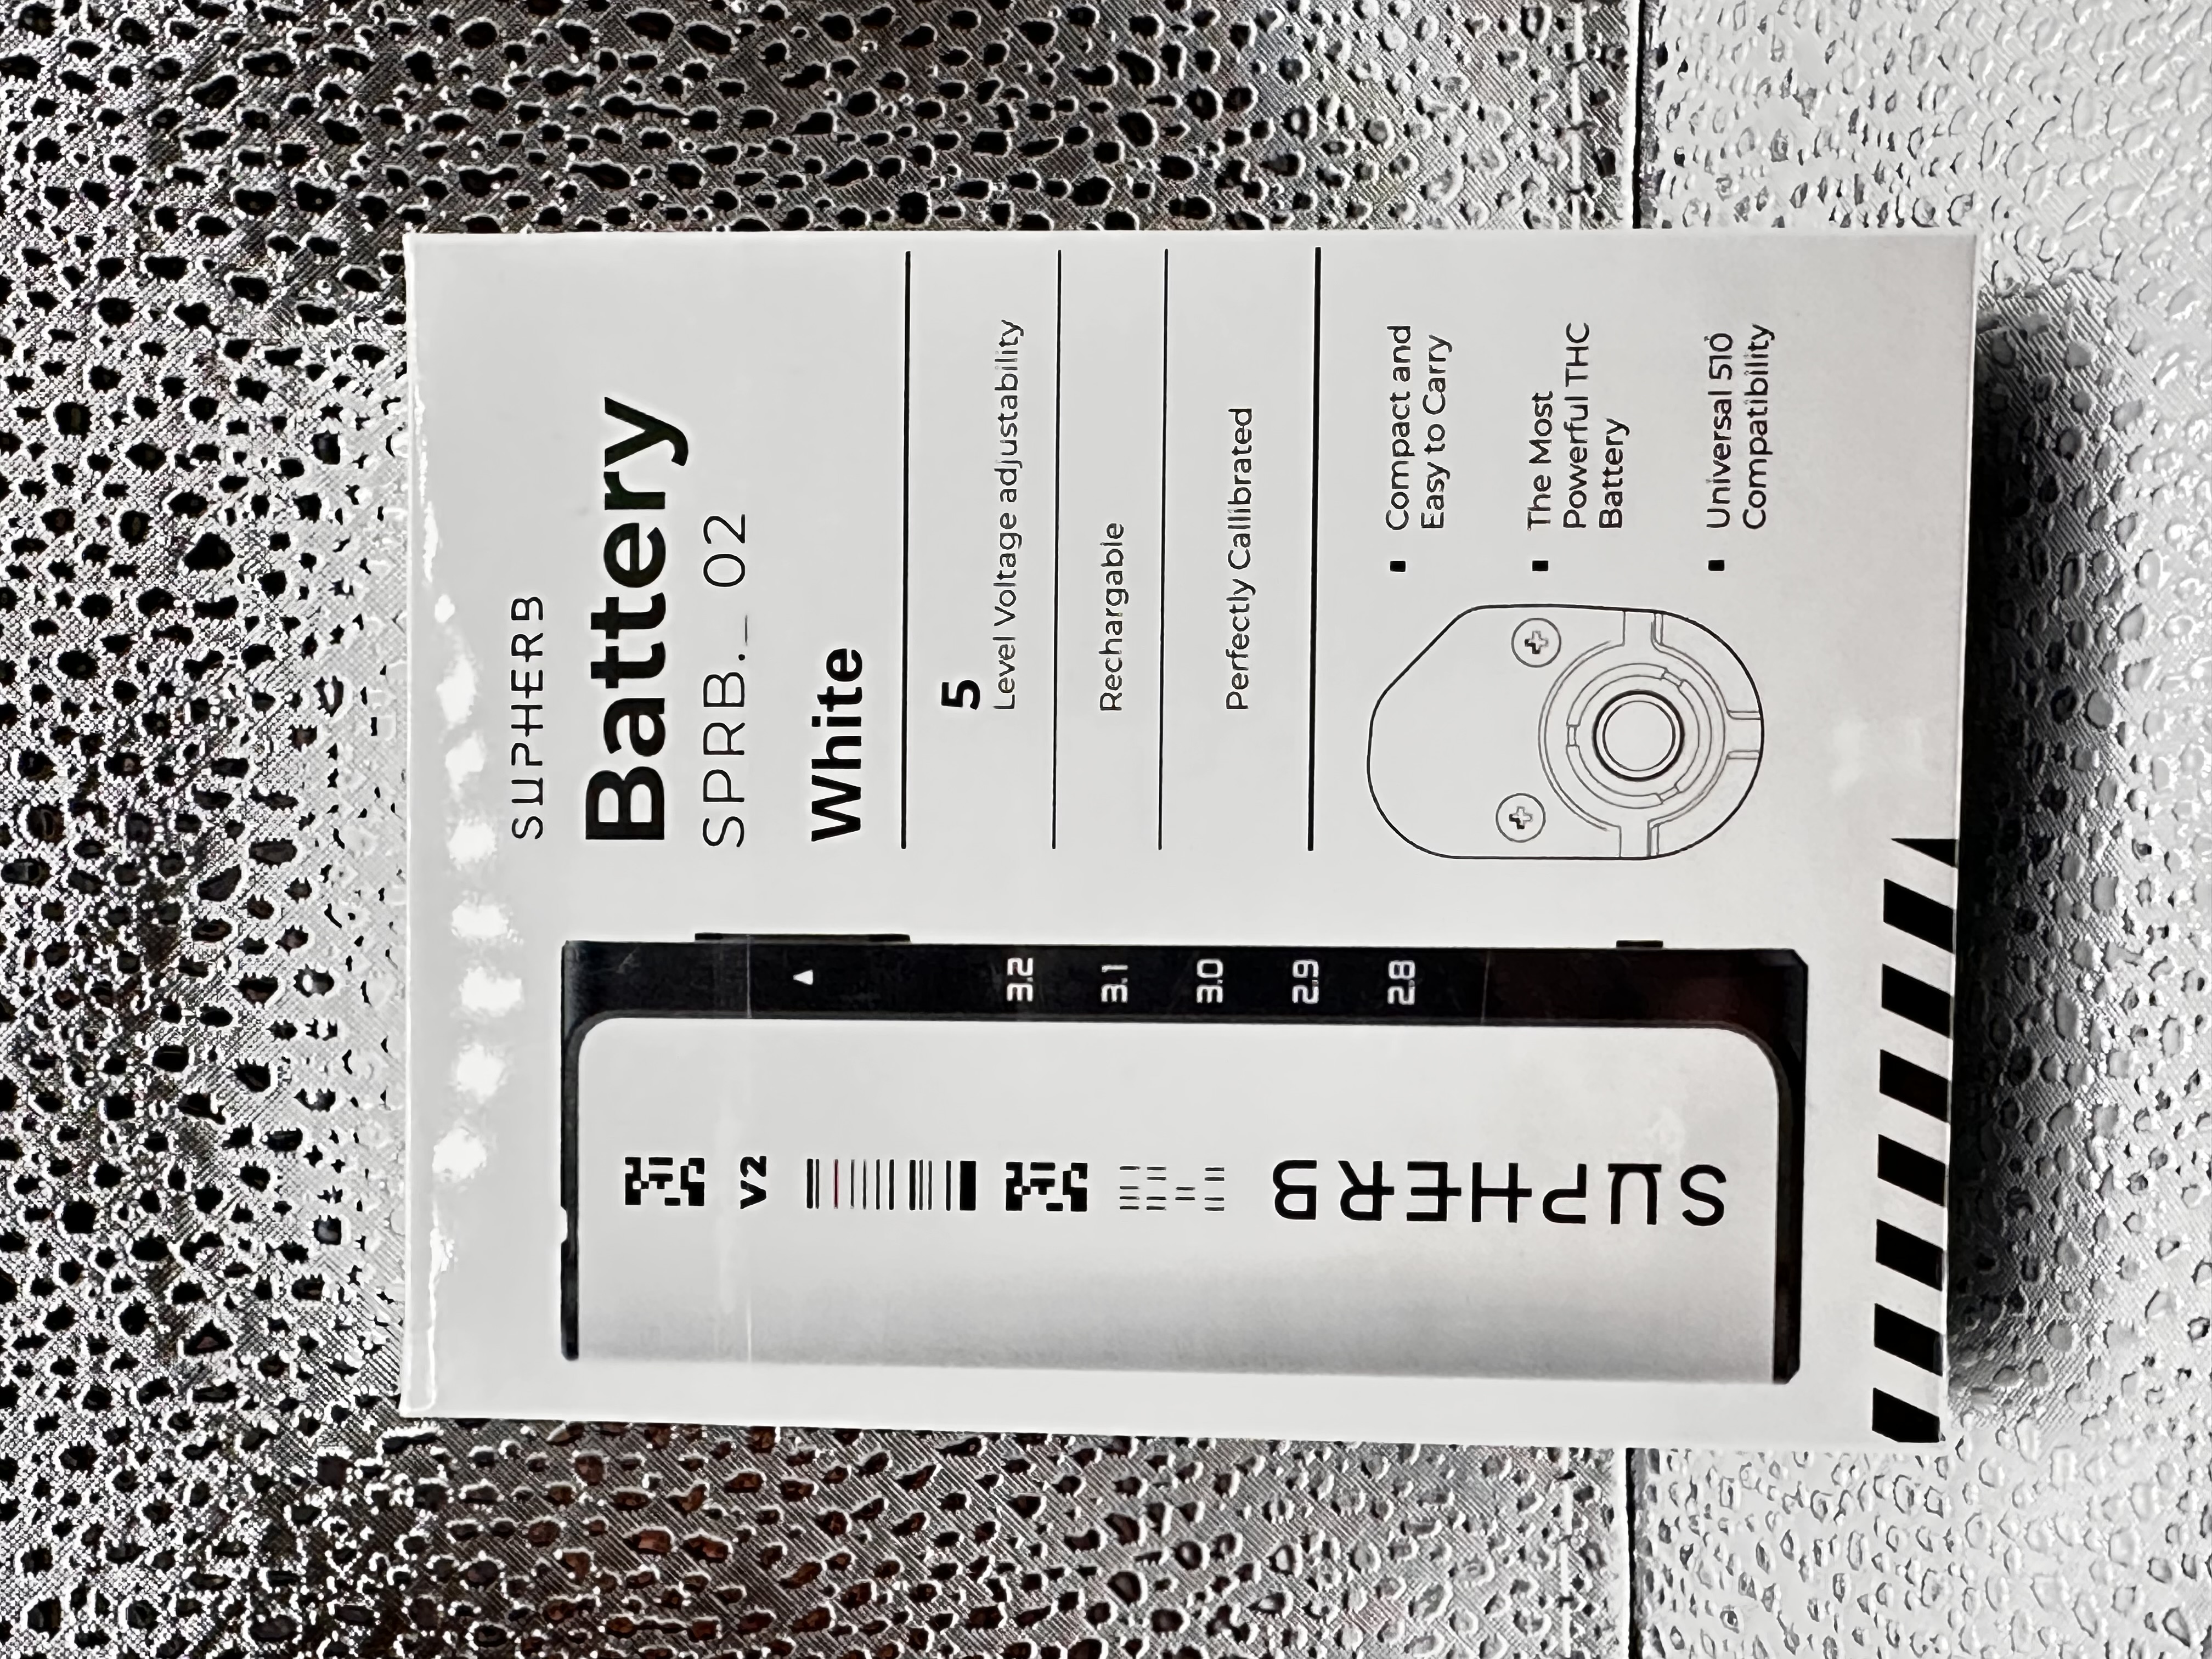 SUPHERB
Battery
SPRB._ 02
White
5
Level Voltage adjustability
Rechargable
Perfectly Callibrated
Compact and
Easy to Carry
The Most
Powerful THC
Battery
Universal 510
Compatibility
3.2
3.1
3.0
2.9
2.8
V2
SUPHERB